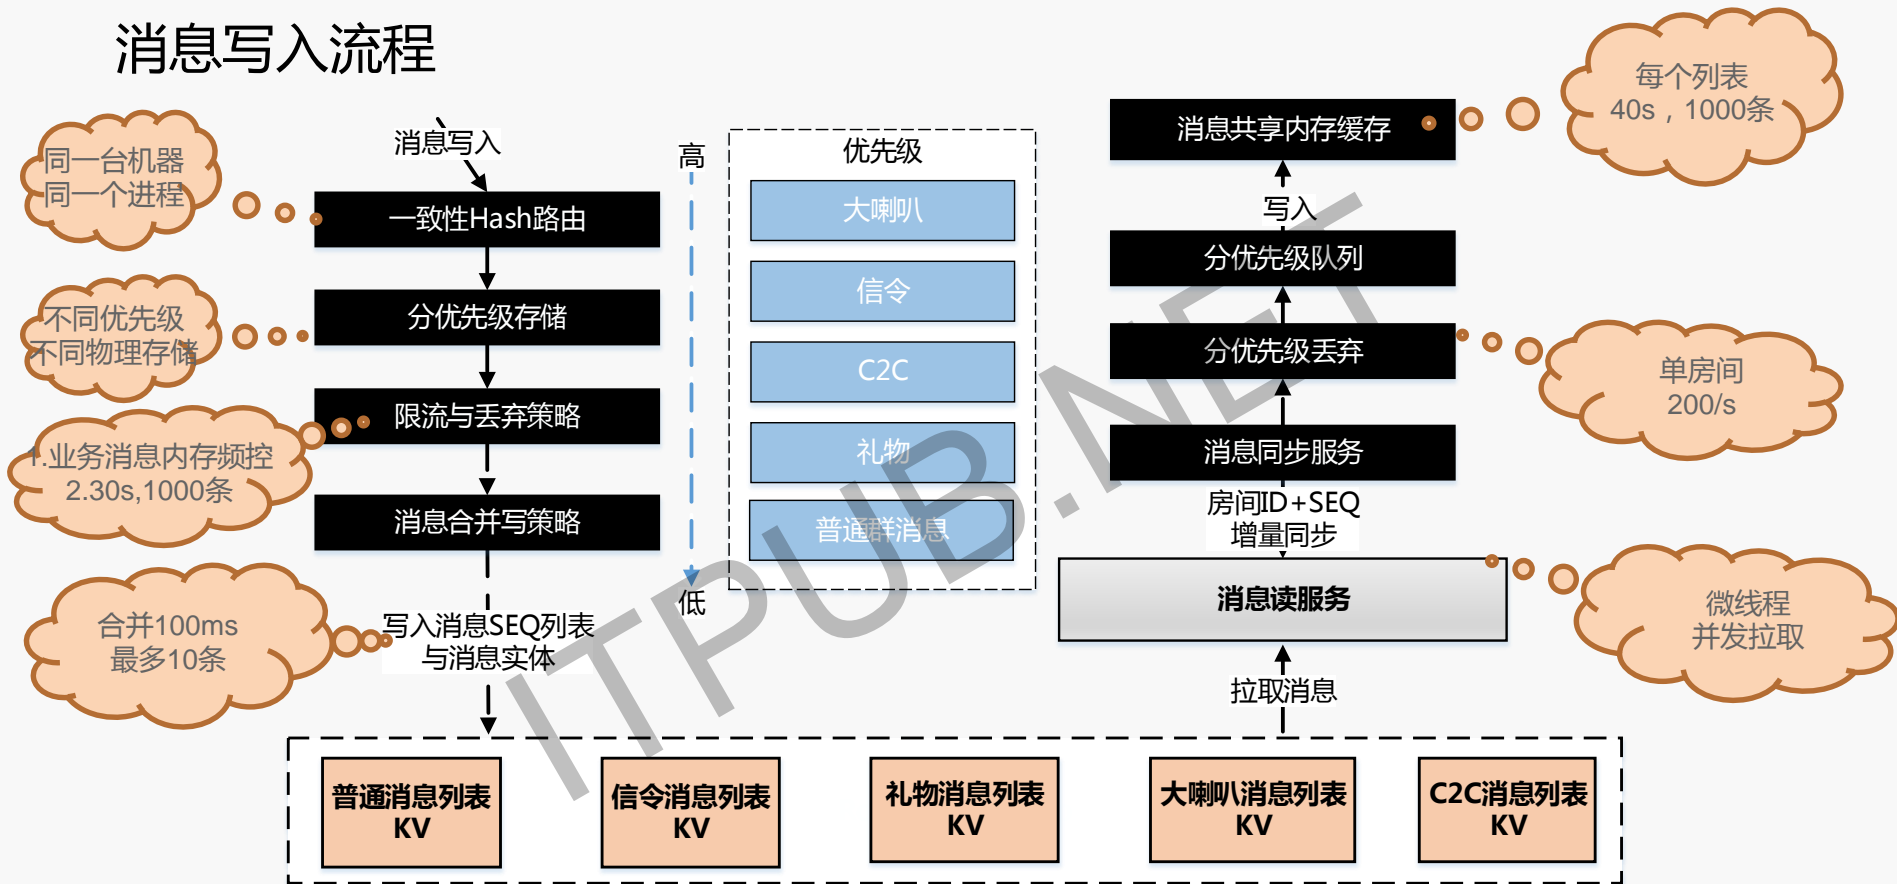 消息写入流程
同一台机器
同一个进程
不同优先级
不同物理存储
1.业务消息内存频控
2.30s,1000条
合并100ms
最多10条
消息写入
一致性Hash路由
分优先级存储
限流与丢弃策略
消息合并写策略
写入消息SEQ列表
与消息实体
高
低
优先级
大喇叭
信令
C2C
礼物
普通群消息
消息共享内存缓存
写入
分优先级队列
分优先级丢弃
消息同步服务
房间ID+SEQ
增量同步
消息读服务
拉取消息
每个列表
40s，1000条
单房间
200/s
微线程
并发拉取
普通消息列表
KV
信令消息列表
KV
礼物消息列表
KV
大喇叭消息列表
KV
C2C消息列表
KV
ITPUB.NET